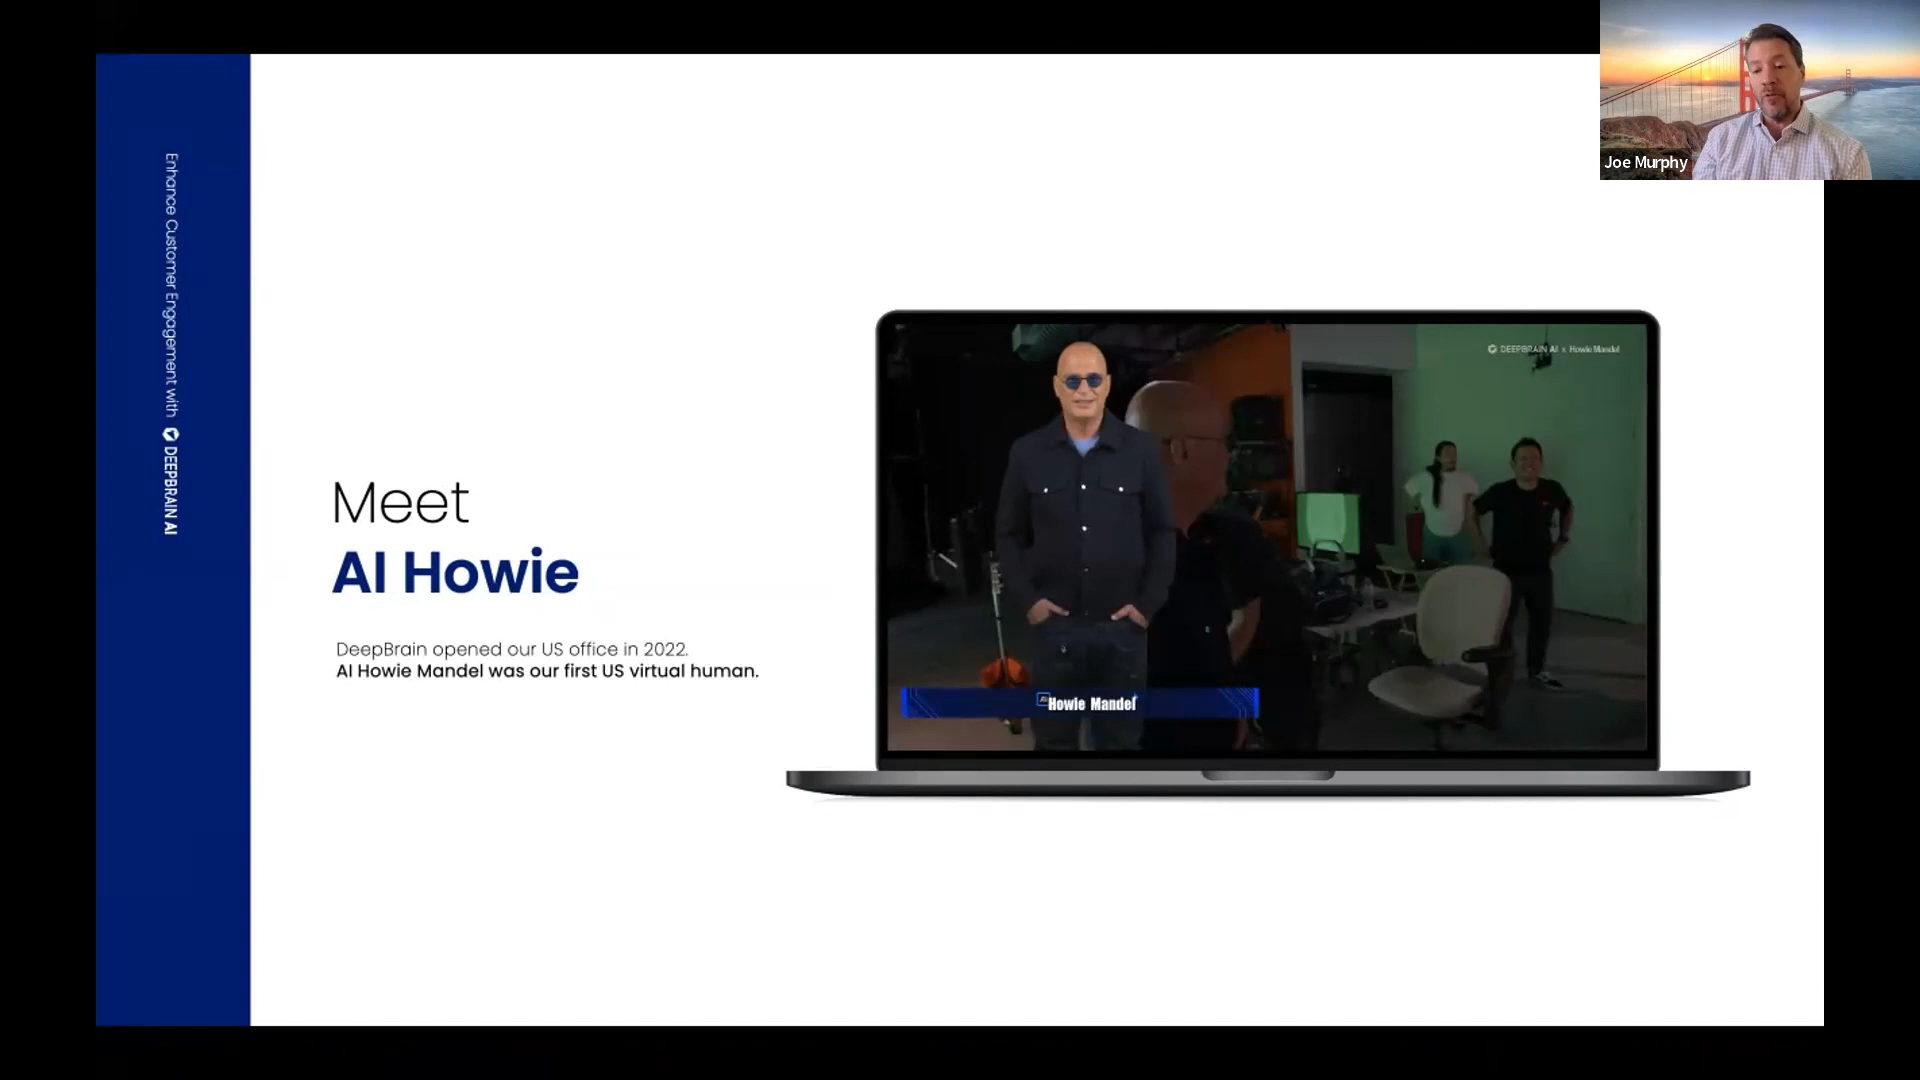 Enhance Customer Engagement with DEEPBRAIN AI
Joe Murphy
Meet
AI Howie
DeepBrain opened our US office in 2022.
AI Howie Mandel was our first US virtual human.
DEEPBRAIN AI x Howie Mandel
Howie Mandel